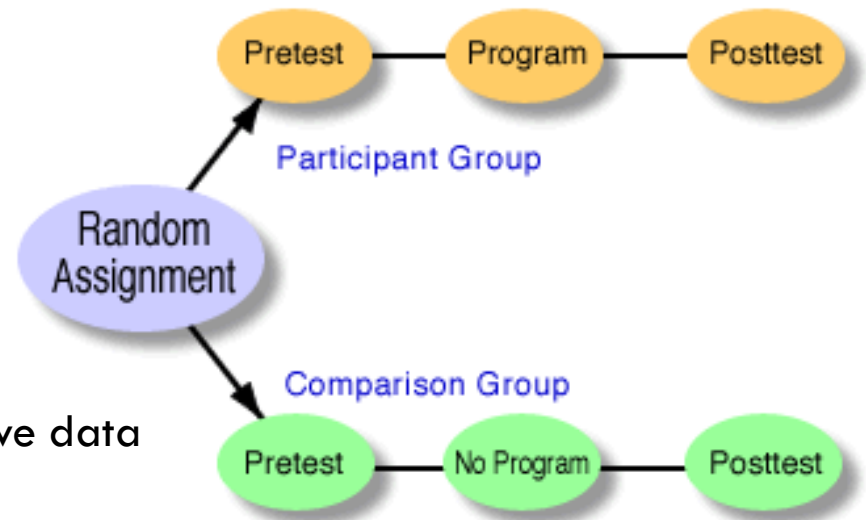 Pretest Program Posttest
Participant Group
Random
Assignment
Comparison Group
ve data
Pretest No Program Posttest